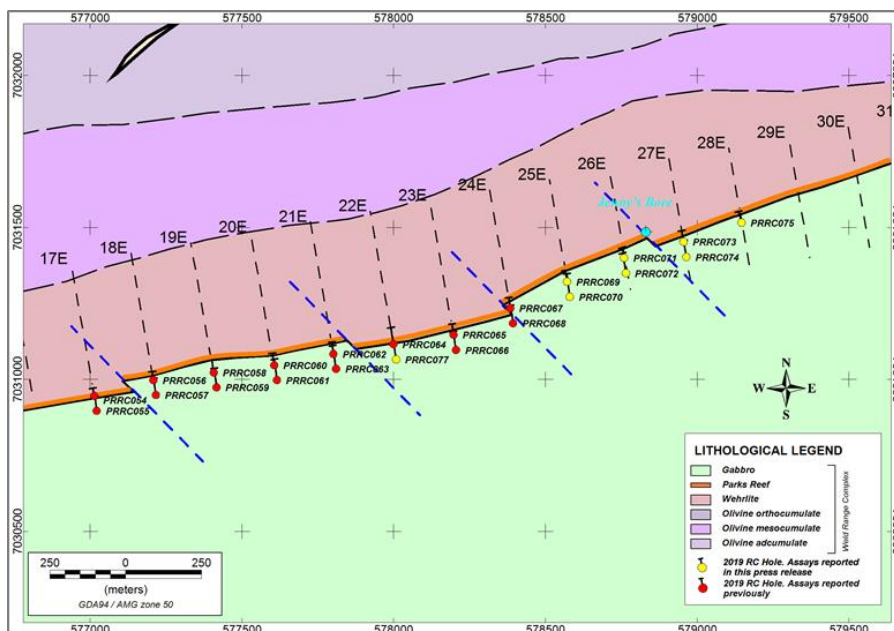 577000 577500 578000 578500 579000 579500
7032000
7031500
7031000
7030500
17E
18E
19E
20E
21E
22E
23E
24E
25E
26E
27E
28E
29E
30E
31
Jenny's Bore
PRRC054
PRRC055
PRRC056
PRRC057
PRRC058
PRRC059
PRRC060
PRRC061
PRRC062
PRRC063
PRRC064
PRRC077
PRRC065
PRRC066
PRRC067
PRRC068
PRRC069
PRRC070
PRRC071
PRRC072
PRRC073
PRRC074
PRRC075
N
W E
S
LITHOLOGICAL LEGEND
Gabbro
Parks Reef
Wehrlite
Olivine orthocumulate
Olivine mesocumulate
Olivine adcumulate
Weld Range Complex
2019 RC Hole. Assays reported
in this press release
2019 RC Hole. Assays reported
previously
250 0 250
(meters)
GDA94 / AMG zone 50
577000 577500 578000 578500 579000 579500